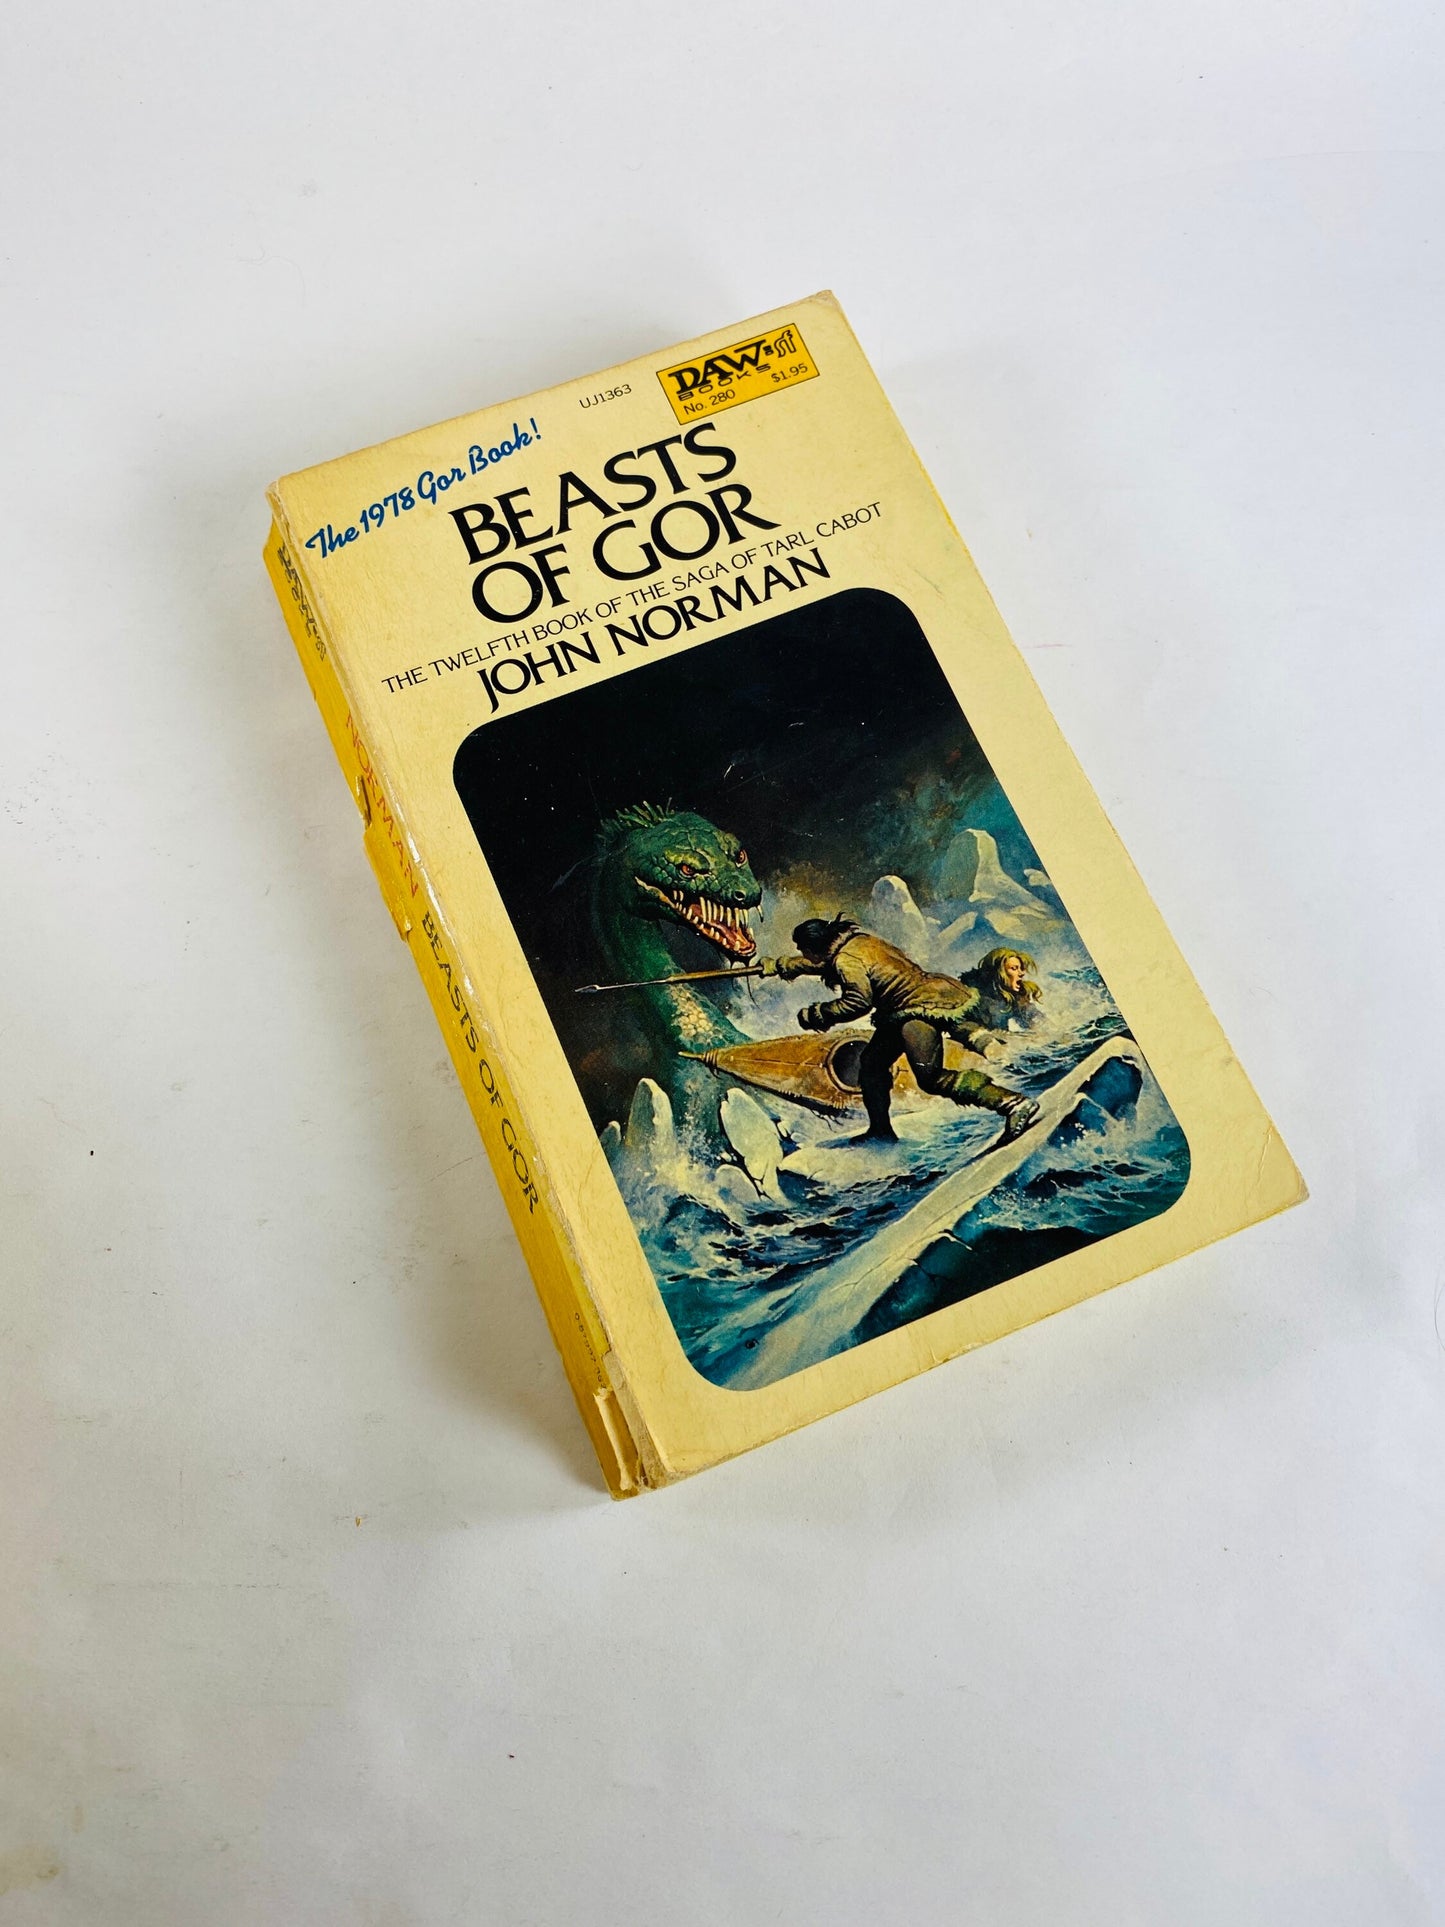 The 1978 Gor Book!
UJ1363
DAW sf
BOOKS
No. 280 $1.95
BEASTS
OF GOR
THE TWELFTH BOOK OF THE SAGA OF TARL CABOT
JOHN NORMAN
NORMAN BEASTS OF GOR